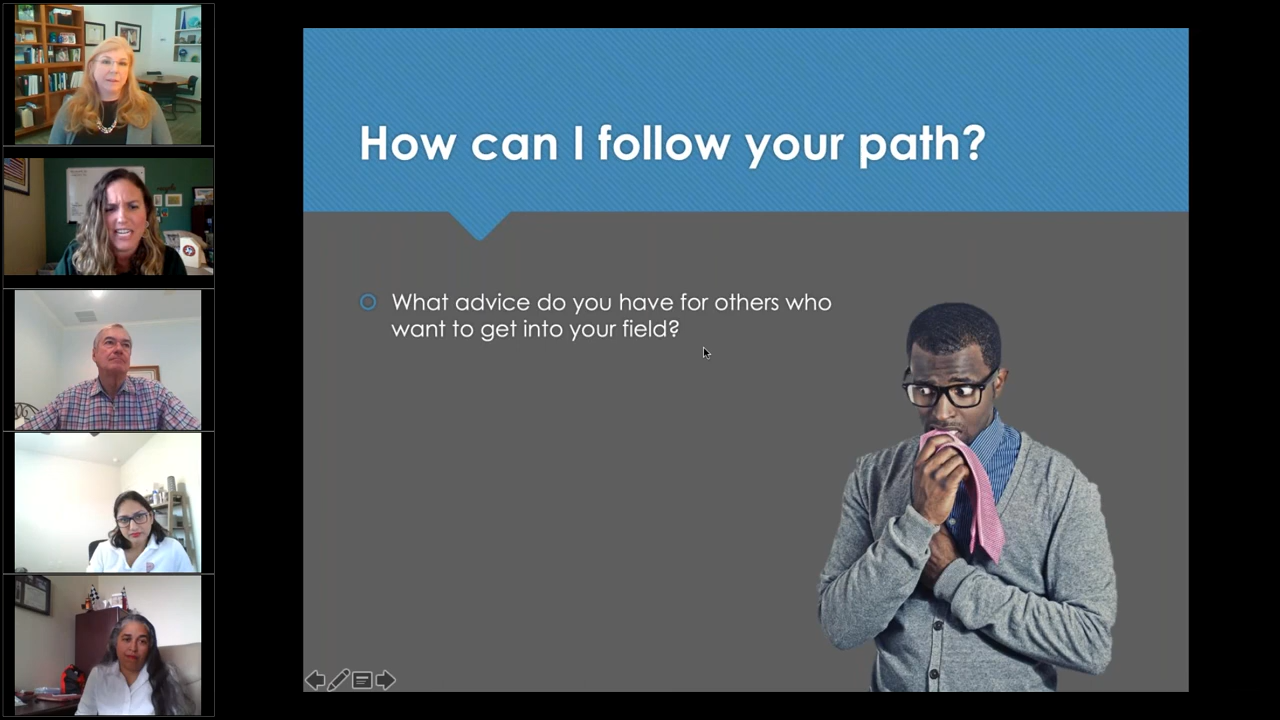 How can I follow your path?
What advice do you have for others who
want to get into your field?